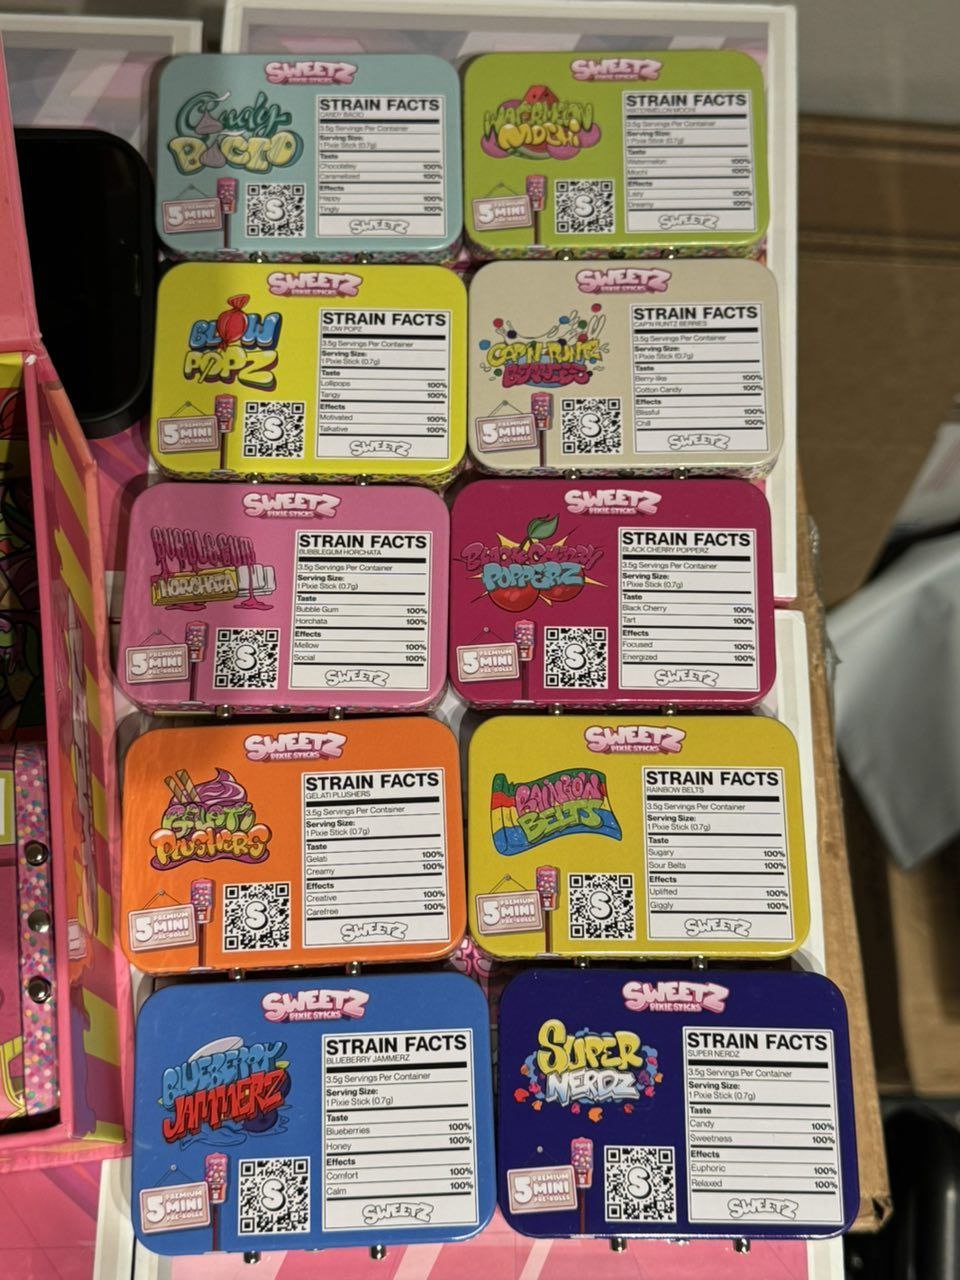 SWEETZ
PIXIE STICKS
Candy
BACIO
5 PREMIUM
MINI
PRE-ROLLS
S
STRAIN FACTS
CANDY BACIO
3.5g Servings Per Container
Serving Size:
1 Pixie Stick (0.7g)
Taste
Chocolatey 100%
Caramelized 100%
Effects
Happy 100%
Tingly 100%
SWEETZ
SWEETZ
PIXIE STICKS
WATERMELON
MOCHI
5 PREMIUM
MINI
PRE-ROLLS
S
STRAIN FACTS
WATERMELON MOCHI
3.5g Servings Per Container
Serving Size:
1 Pixie Stick (0.7g)
Taste
Watermelon 100%
Mochi 100%
Effects
Lazy 100%
Dreamy 100%
SWEETZ
SWEETZ
PIXIE STICKS
BLOW
POPZ
5 PREMIUM
MINI
PRE-ROLLS
S
STRAIN FACTS
BLOW POPZ
3.5g Servings Per Container
Serving Size:
1 Pixie Stick (0.7g)
Taste
Lollipops 100%
Tangy 100%
Effects
Motivated 100%
Talkative 100%
SWEETZ
SWEETZ
PIXIE STICKS
CAP'N RUNTZ
BERRIES
5 PREMIUM
MINI
PRE-ROLLS
S
STRAIN FACTS
CAP'N RUNTZ BERRIES
3.5g Servings Per Container
Serving Size:
1 Pixie Stick (0.7g)
Taste
Berry-like 100%
Cotton Candy 100%
Effects
Blissful 100%
Chill 100%
SWEETZ
SWEETZ
PIXIE STICKS
BUBBLEGUM
HORCHATA
5 PREMIUM
MINI
PRE-ROLLS
S
STRAIN FACTS
BUBBLEGUM HORCHATA
3.5g Servings Per Container
Serving Size:
1 Pixie Stick (0.7g)
Taste
Bubble Gum 100%
Horchata 100%
Effects
Mellow 100%
Social 100%
SWEETZ
SWEETZ
PIXIE STICKS
BLACK CHERRY
POPPERZ
5 PREMIUM
MINI
PRE-ROLLS
S
STRAIN FACTS
BLACK CHERRY POPPERZ
3.5g Servings Per Container
Serving Size:
1 Pixie Stick (0.7g)
Taste
Black Cherry 100%
Tart 100%
Effects
Focused 100%
Energized 100%
SWEETZ
SWEETZ
PIXIE STICKS
GELATI
PLUSHERS
5 PREMIUM
MINI
PRE-ROLLS
S
STRAIN FACTS
GELATI PLUSHERS
3.5g Servings Per Container
Serving Size:
1 Pixie Stick (0.7g)
Taste
Gelati 100%
Creamy 100%
Effects
Creative 100%
Carefree 100%
SWEETZ
SWEETZ
PIXIE STICKS
RAINBOW
BELTS
5 PREMIUM
MINI
PRE-ROLLS
S
STRAIN FACTS
RAINBOW BELTS
3.5g Servings Per Container
Serving Size:
1 Pixie Stick (0.7g)
Taste
Sugary 100%
Sour Belts 100%
Effects
Uplifted 100%
Giggly 100%
SWEETZ
SWEETZ
PIXIE STICKS
BLUEBERRY
JAMMERZ
5 PREMIUM
MINI
PRE-ROLLS
S
STRAIN FACTS
BLUEBERRY JAMMERZ
3.5g Servings Per Container
Serving Size:
1 Pixie Stick (0.7g)
Taste
Blueberries 100%
Honey 100%
Effects
Comfort 100%
Calm 100%
SWEETZ
SWEETZ
PIXIE STICKS
SUPER
NERDZ
5 PREMIUM
MINI
PRE-ROLLS
S
STRAIN FACTS
SUPER NERDZ
3.5g Servings Per Container
Serving Size:
1 Pixie Stick (0.7g)
Taste
Candy 100%
Sweetness 100%
Effects
Euphoric 100%
Relaxed 100%
SWEETZ